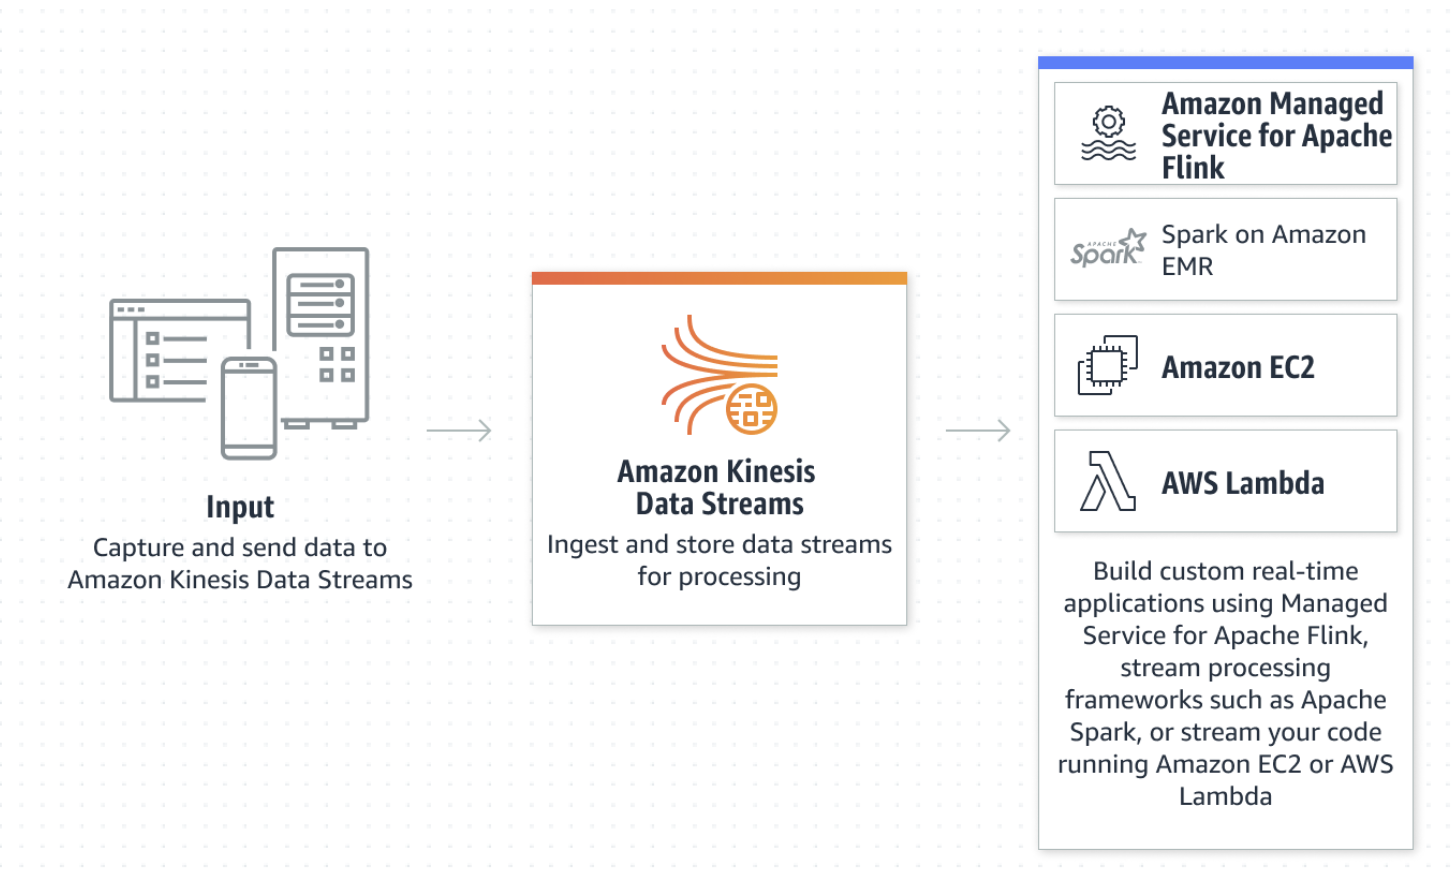 Input
Capture and send data to
Amazon Kinesis Data Streams
Amazon Kinesis
Data Streams
Ingest and store data streams
for processing
Amazon Managed
Service for Apache
Flink
APACHE
Spark
Spark on Amazon
EMR
Amazon EC2
AWS Lambda
Build custom real-time
applications using Managed
Service for Apache Flink,
stream processing
frameworks such as Apache
Spark, or stream your code
running Amazon EC2 or AWS
Lambda